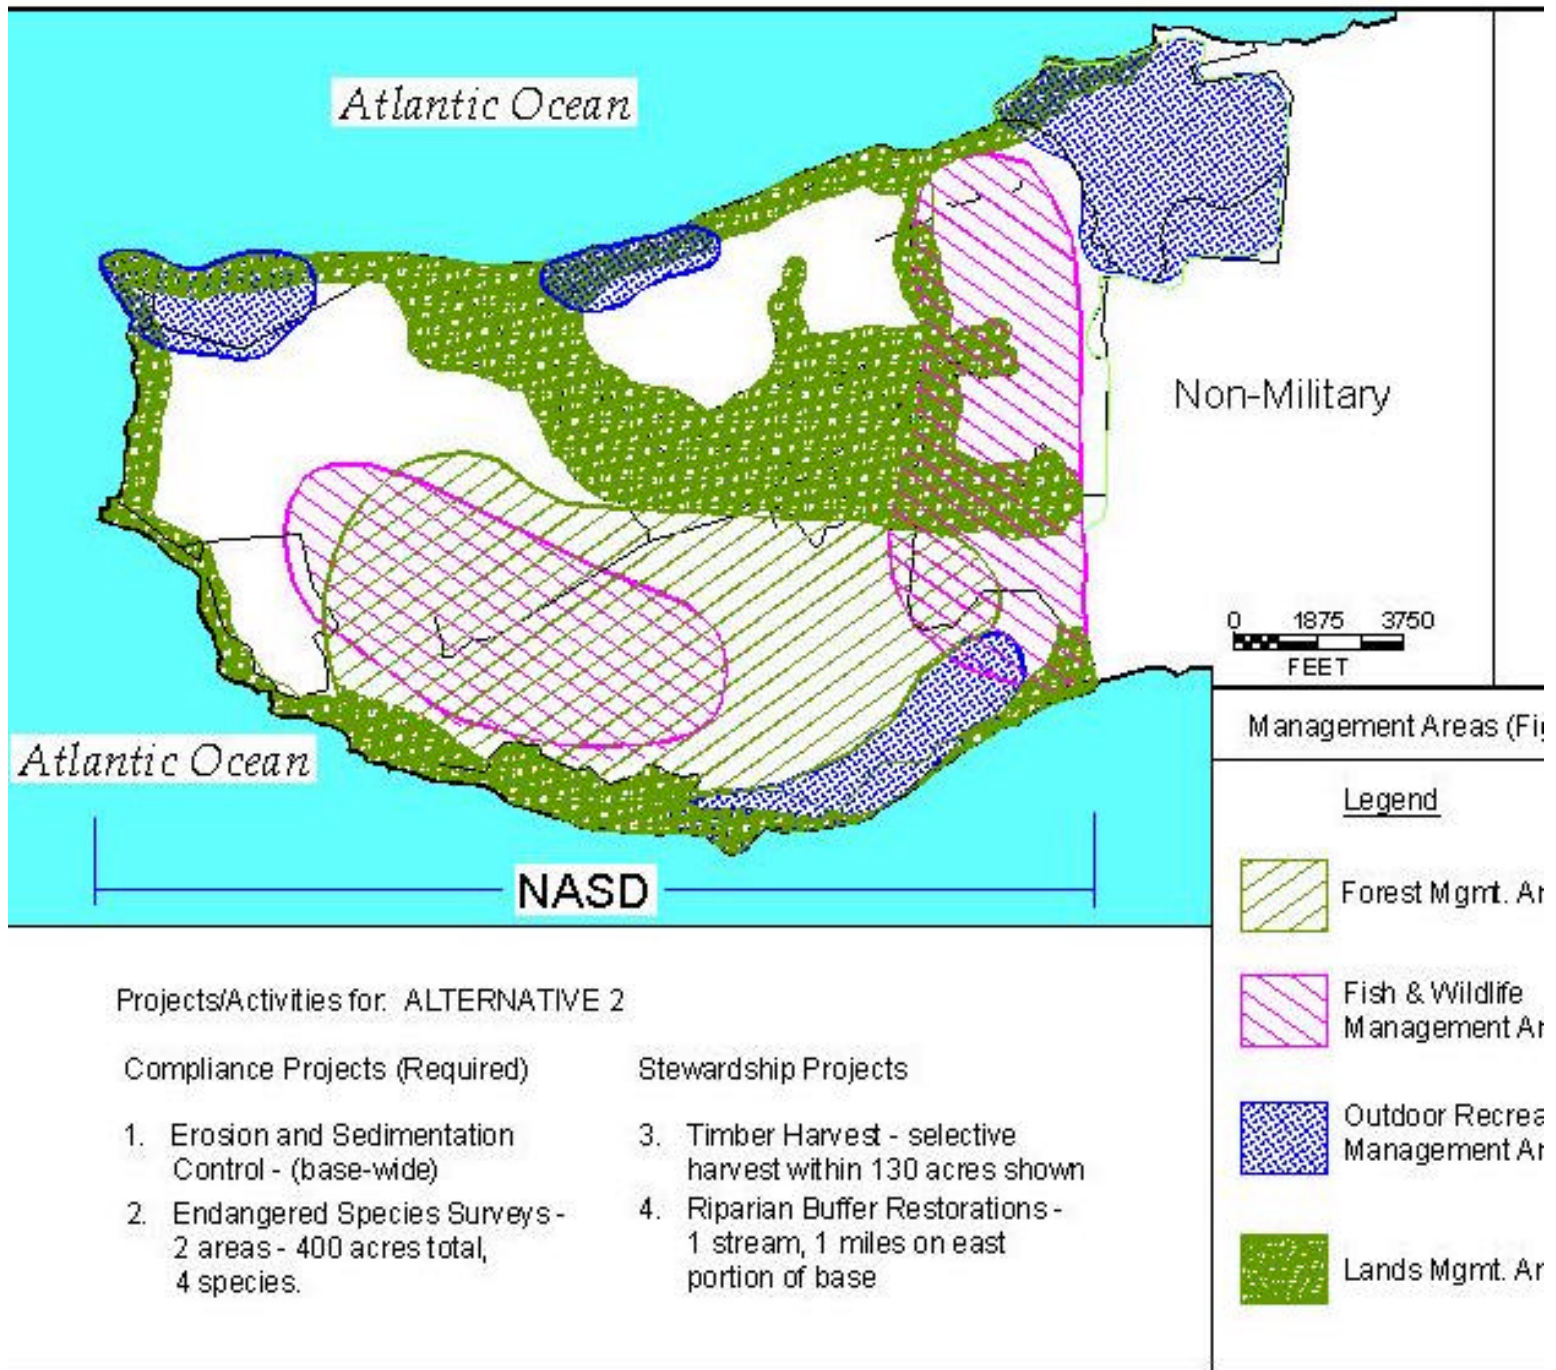 Atlantic Ocean
Non-Military
0 1875 3750
FEET
Atlantic Ocean
NASD
Management Areas (Fig
Legend
Forest Mgmt. Ar
Fish & Wildlife
Management Ar
Outdoor Recrea
Management Ar
Lands Mgmt. Ar
Projects/Activities for: ALTERNATIVE 2
Compliance Projects (Required)
1. Erosion and Sedimentation
Control - (base-wide)
2. Endangered Species Surveys -
2 areas - 400 acres total,
4 species.
Stewardship Projects
3. Timber Harvest - selective
harvest within 130 acres shown
4. Riparian Buffer Restorations -
1 stream, 1 miles on east
portion of base